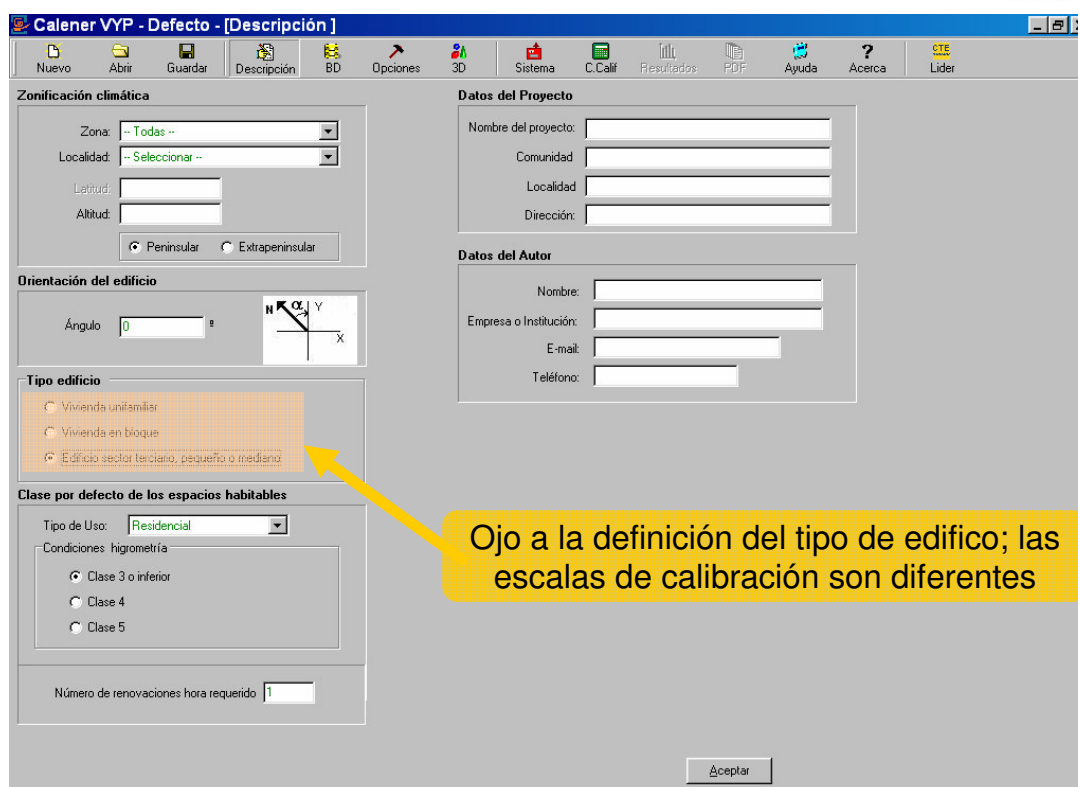 Calener VYP - Defecto - [Descripción ]
Nuevo Abrir Guardar Descripción BD Opciones 3D Sistema C.Calif Resultados PDF Ayuda Acerca CTE Lider
Zonificación climática
Zona: -- Todas --
Localidad: -- Seleccionar --
Latitud:
Altitud:
Peninsular Extrapeninsular
Orientación del edificio
Ángulo 0 º
N α Y X
Tipo edificio
Vivienda unifamiliar
Vivienda en bloque
Edificio sector terciario, pequeño o mediano
Clase por defecto de los espacios habitables
Tipo de Uso: Residencial
Condiciones higrometría
Clase 3 o inferior
Clase 4
Clase 5
Número de renovaciones hora requerido 1
Datos del Proyecto
Nombre del proyecto:
Comunidad
Localidad
Dirección:
Datos del Autor
Nombre:
Empresa o Institución:
E-mail:
Teléfono:
Ojo a la definición del tipo de edifico; las
escalas de calibración son diferentes
Aceptar